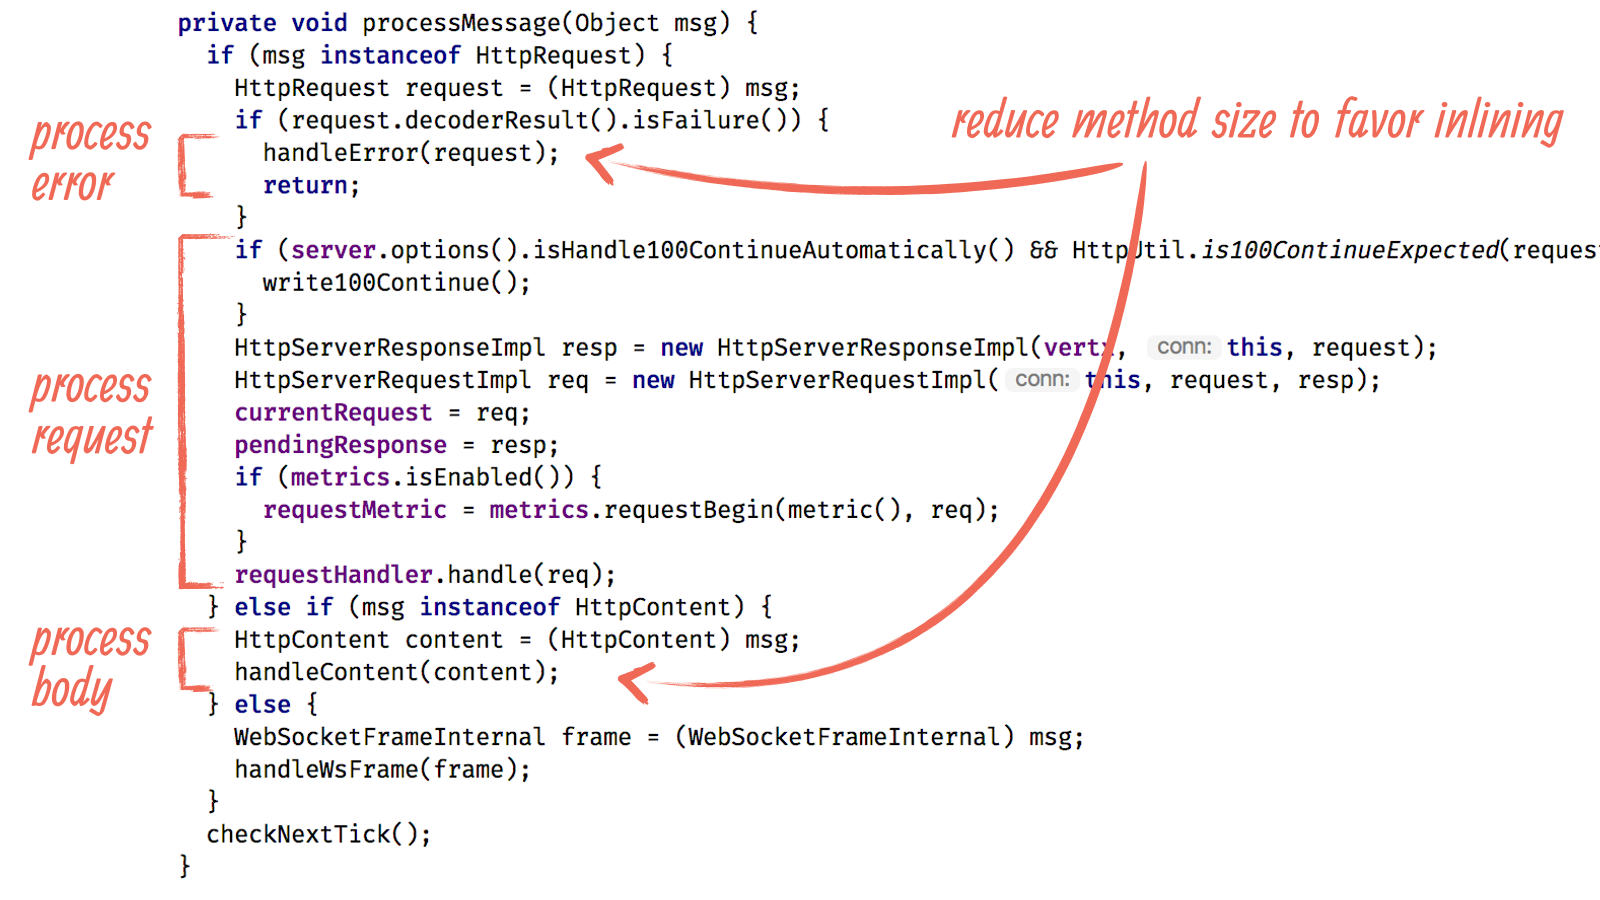 private void processMessage(Object msg) {
if (msg instanceof HttpRequest) {
HttpRequest request = (HttpRequest) msg;
if (request.decoderResult().isFailure()) {
handleError(request);
return;
}
if (server.options().isHandle100ContinueAutomatically() && HttpUtil.is100ContinueExpected(reques
write100Continue();
}
HttpServerResponseImpl resp = new HttpServerResponseImpl(vertx, conn: this, request);
HttpServerRequestImpl req = new HttpServerRequestImpl( conn: this, request, resp);
currentRequest = req;
pendingResponse = resp;
if (metrics.isEnabled()) {
requestMetric = metrics.requestBegin(metric(), req);
}
requestHandler.handle(req);
} else if (msg instanceof HttpContent) {
HttpContent content = (HttpContent) msg;
handleContent(content);
} else {
WebSocketFrameInternal frame = (WebSocketFrameInternal) msg;
handleWsFrame(frame);
}
checkNextTick();
}
process
error
process
request
process
body
reduce method size to favor inlining